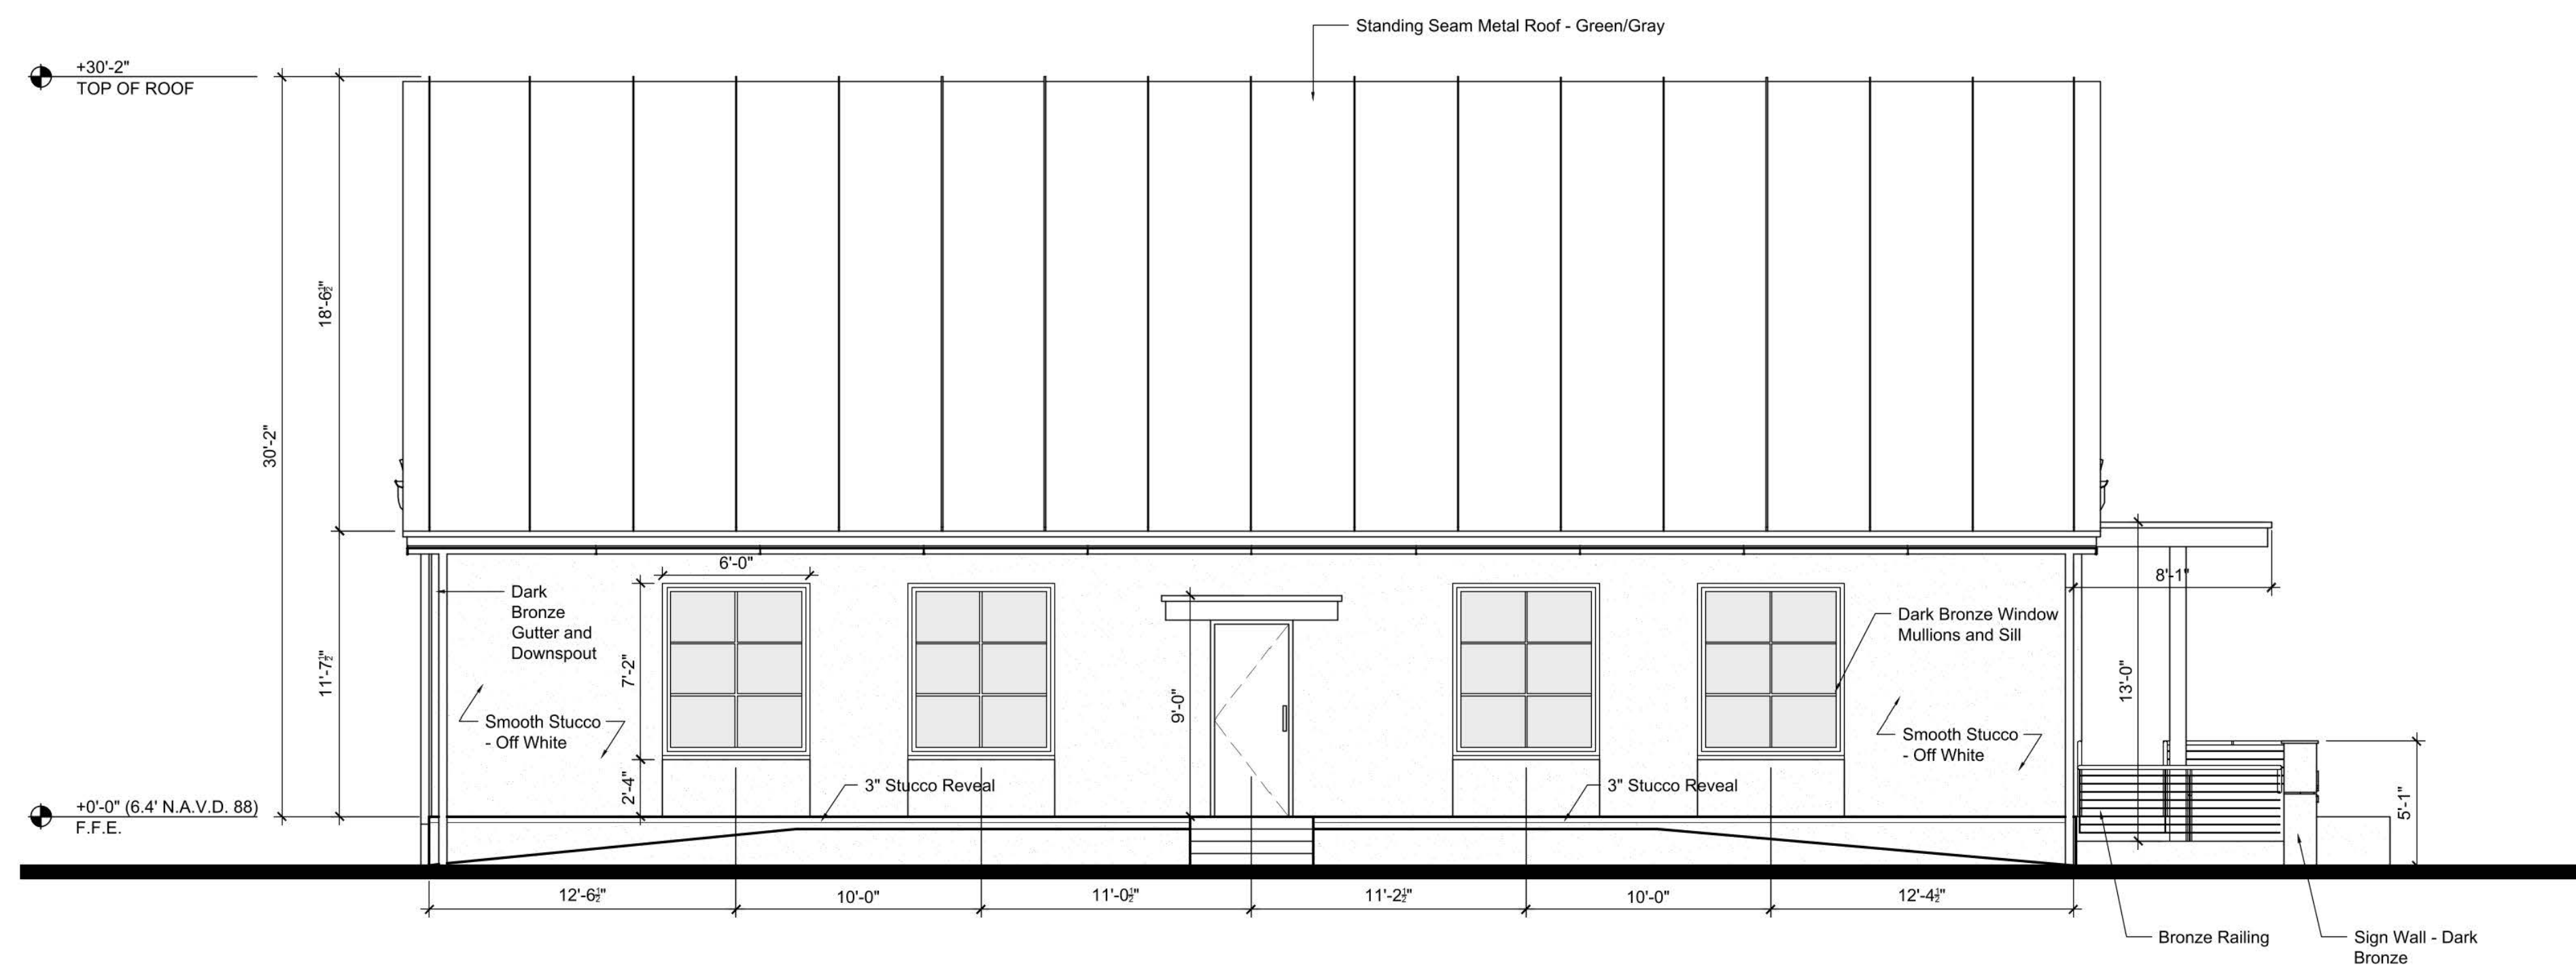 Standing Seam Metal Roof - Green/Gray
+30'-2"
TOP OF ROOF
18'-6½"
30'-2"
11'-7½"
6'-0"
8'-1"
Dark
Bronze
Gutter and
Downspout
Dark Bronze Window
Mullions and Sill
7'-2"
9'-0"
13'-0"
Smooth Stucco
- Off White
Smooth Stucco
- Off White
2'-4"
3" Stucco Reveal
3" Stucco Reveal
5'-1"
+0'-0" (6.4' N.A.V.D. 88)
F.F.E.
12'-6½"
10'-0"
11'-0½"
11'-2½"
10'-0"
12'-4½"
Bronze Railing
Sign Wall - Dark
Bronze